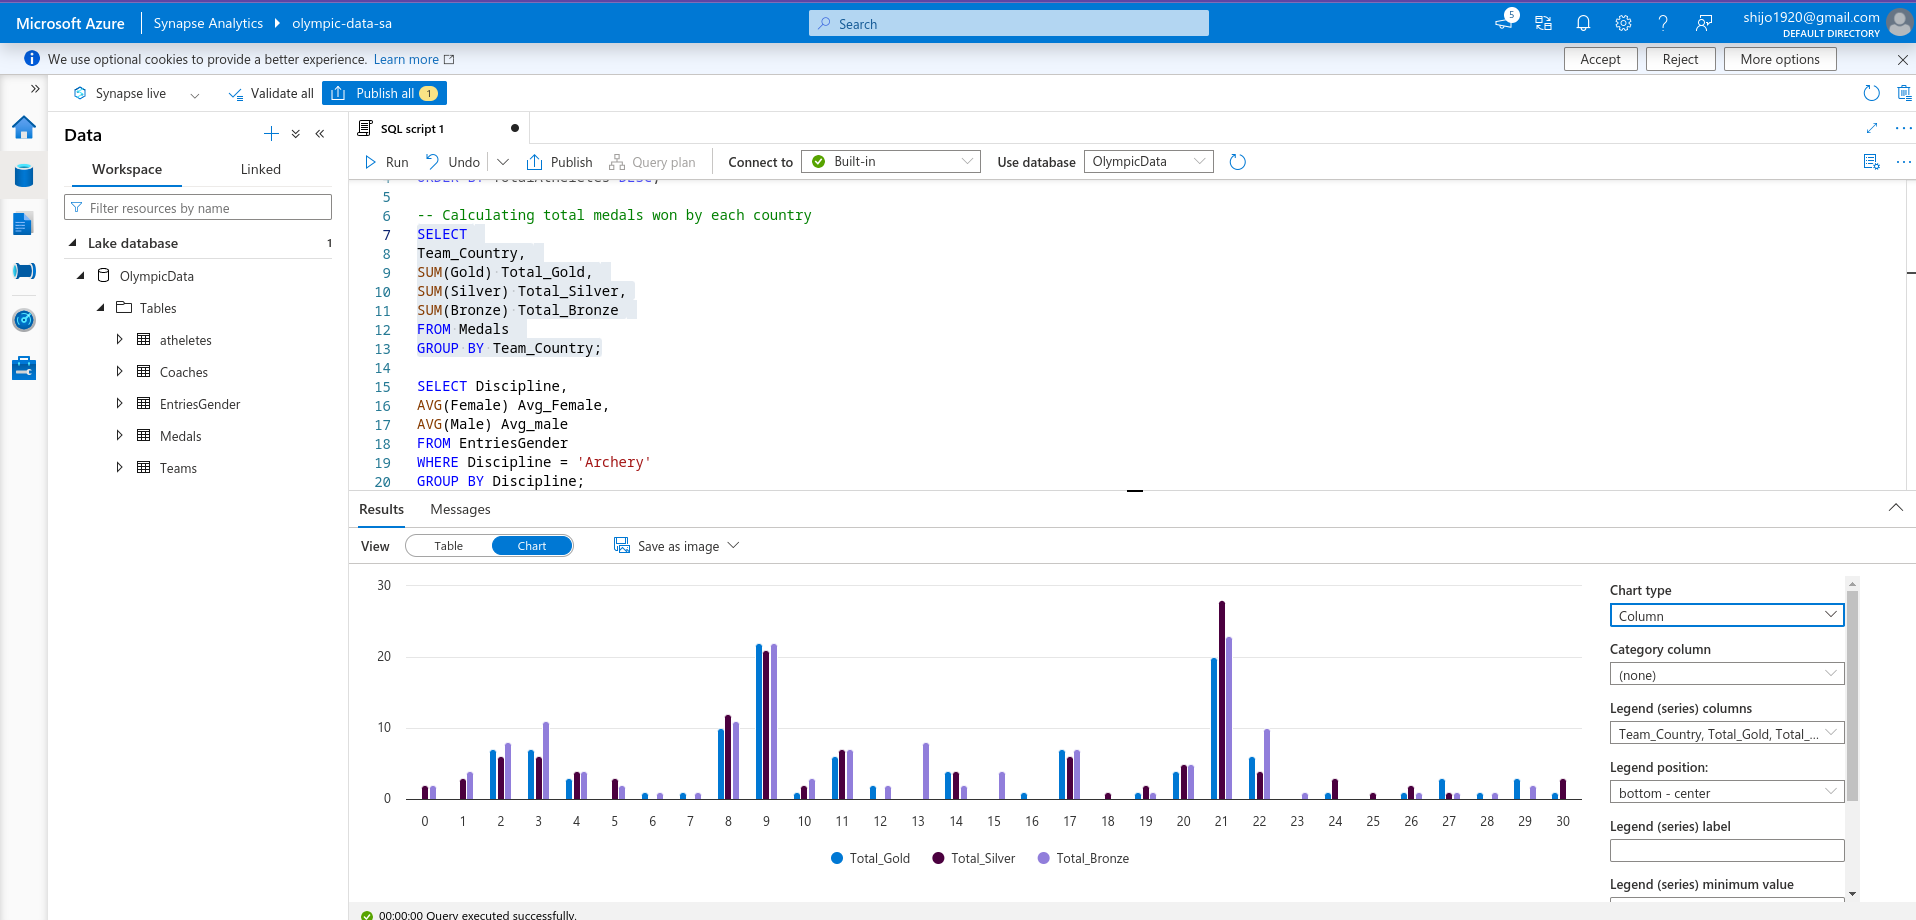 Microsoft Azure
Synapse Analytics
olympic-data-sa
Search
5
shijo1920@gmail.com
DEFAULT DIRECTORY
We use optional cookies to provide a better experience. Learn more
Accept
Reject
More options
Synapse live
Validate all
Publish all 1
Data
Workspace
Linked
Filter resources by name
Lake database 1
OlympicData
Tables
atheletes
Coaches
EntriesGender
Medals
Teams
SQL script 1
Run
Undo
Publish
Query plan
Connect to
Built-in
Use database
OlympicData
4 ORDER BY TotalAtheletes DESC;
5
6 -- Calculating total medals won by each country
7 SELECT
8 Team_Country,
9 SUM(Gold) Total_Gold,
10 SUM(Silver) Total_Silver,
11 SUM(Bronze) Total_Bronze
12 FROM Medals
13 GROUP BY Team_Country;
14
15 SELECT Discipline,
16 AVG(Female) Avg_Female,
17 AVG(Male) Avg_male
18 FROM EntriesGender
19 WHERE Discipline = 'Archery'
20 GROUP BY Discipline;
Results
Messages
View
Table
Chart
Save as image
30
20
10
0
0 1 2 3 4 5 6 7 8 9 10 11 12 13 14 15 16 17 18 19 20 21 22 23 24 25 26 27 28 29 30
Total_Gold
Total_Silver
Total_Bronze
Chart type
Column
Category column
(none)
Legend (series) columns
Team_Country, Total_Gold, Total_...
Legend position:
bottom - center
Legend (series) label
Legend (series) minimum value
00:00:00 Query executed successfully.